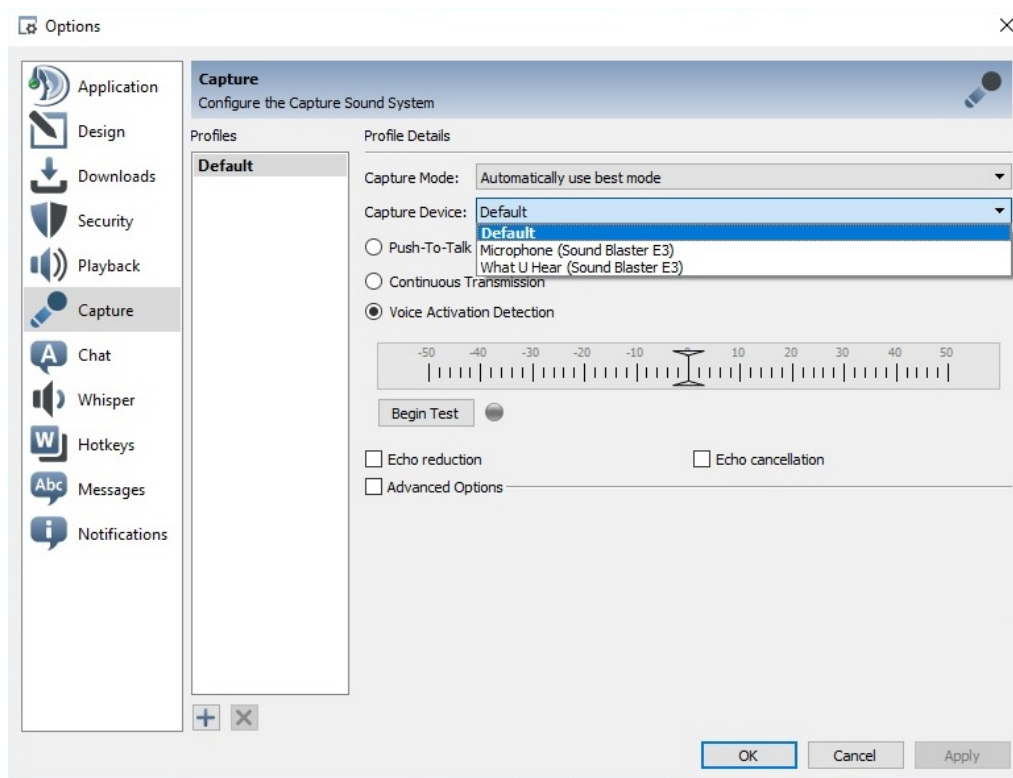 Options
Application
Design
Downloads
Security
Playback
Capture
A Chat
Whisper
W Hotkeys
Abc Messages
i Notifications
Capture
Configure the Capture Sound System
Profiles
Default
Profile Details
Capture Mode: Automatically use best mode
Capture Device: Default
Default
Microphone (Sound Blaster E3)
What U Hear (Sound Blaster E3)
Push-To-Talk
Continuous Transmission
Voice Activation Detection
-50 -40 -30 -20 -10 10 20 30 40 50
Begin Test
Echo reduction Echo cancellation
Advanced Options
OK Cancel Apply